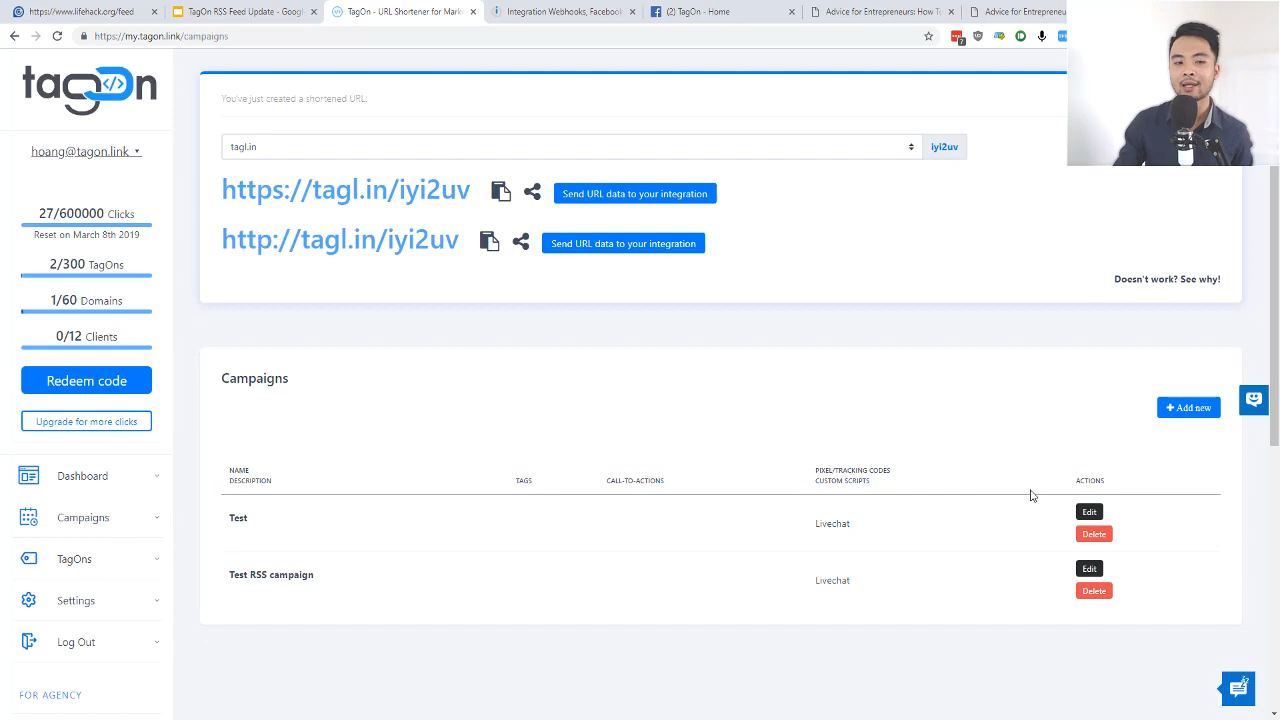 https://www.lifehack.org/feed
TagOn RSS Feed Update - Google
TagOn - URL Shortener for Marke
Integration Webhooks, Facebook
(2) TagOn - Home
Advice for Entrepreneurs: How T
Advice for Entrepreneu
https://my.tagon.link/campaigns
tagOn
hoang@tagon.link
27/600000 Clicks
Reset on March 8th 2019
2/300 TagOns
1/60 Domains
0/12 Clients
Redeem code
Upgrade for more clicks
Dashboard
Campaigns
TagOns
Settings
Log Out
FOR AGENCY
You've just created a shortened URL:
tagl.in
iyi2uv
https://tagl.in/iyi2uv
Send URL data to your integration
http://tagl.in/iyi2uv
Send URL data to your integration
Doesn't work? See why!
Campaigns
+ Add new
NAME
DESCRIPTION
TAGS
CALL-TO-ACTIONS
PIXEL/TRACKING CODES
CUSTOM SCRIPTS
ACTIONS
Test
Livechat
Edit
Delete
Test RSS campaign
Livechat
Edit
Delete